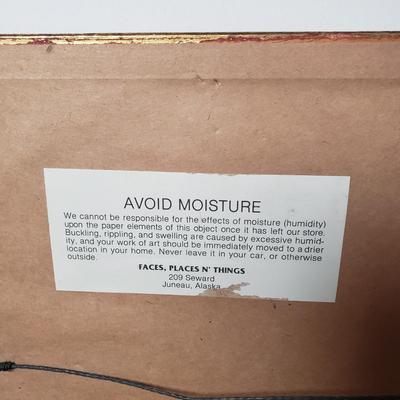 AVOID MOISTURE
We cannot be responsible for the effects of moisture (humidity)
upon the paper elements of this object once it has left our store.
Buckling, rippling, and swelling are caused by excessive humid-
ity, and your work of art should be immediately moved to a drier
location in your home. Never leave it in your car, or otherwise
outside.
FACES, PLACES N' THINGS
209 Seward
Juneau, Alaska